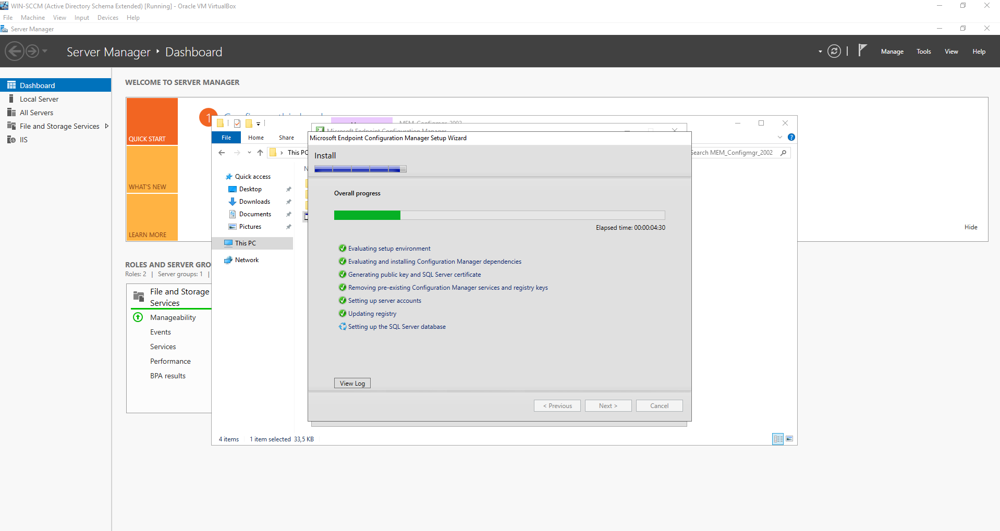 WIN-SCCM (Active Directory Schema Extended) [Running] - Oracle VM VirtualBox
File Machine View Input Devices Help
Server Manager
Server Manager Dashboard
Manage Tools View Help
Dashboard
Local Server
All Servers
File and Storage Services
IIS
WELCOME TO SERVER MANAGER
QUICK START
WHAT'S NEW
LEARN MORE
1
Hide
ROLES AND SERVER GRO
Roles: 2 | Server groups: 1 |
File and Storage
Services
Manageability
Events
Services
Performance
BPA results
MEM_Configmgr_2002
File Home Share
This PC
Search MEM_Configmgr_2002
Quick access
Desktop
Downloads
Documents
Pictures
This PC
Network
4 items 1 item selected 33,5 KB
Microsoft Endpoint Configuration Manager
Microsoft Endpoint Configuration Manager Setup Wizard
Install
Overall progress
Elapsed time: 00:00:04:30
Evaluating setup environment
Evaluating and installing Configuration Manager dependencies
Generating public key and SQL Server certificate
Removing pre-existing Configuration Manager services and registry keys
Setting up server accounts
Updating registry
Setting up the SQL Server database
View Log
< Previous Next > Cancel